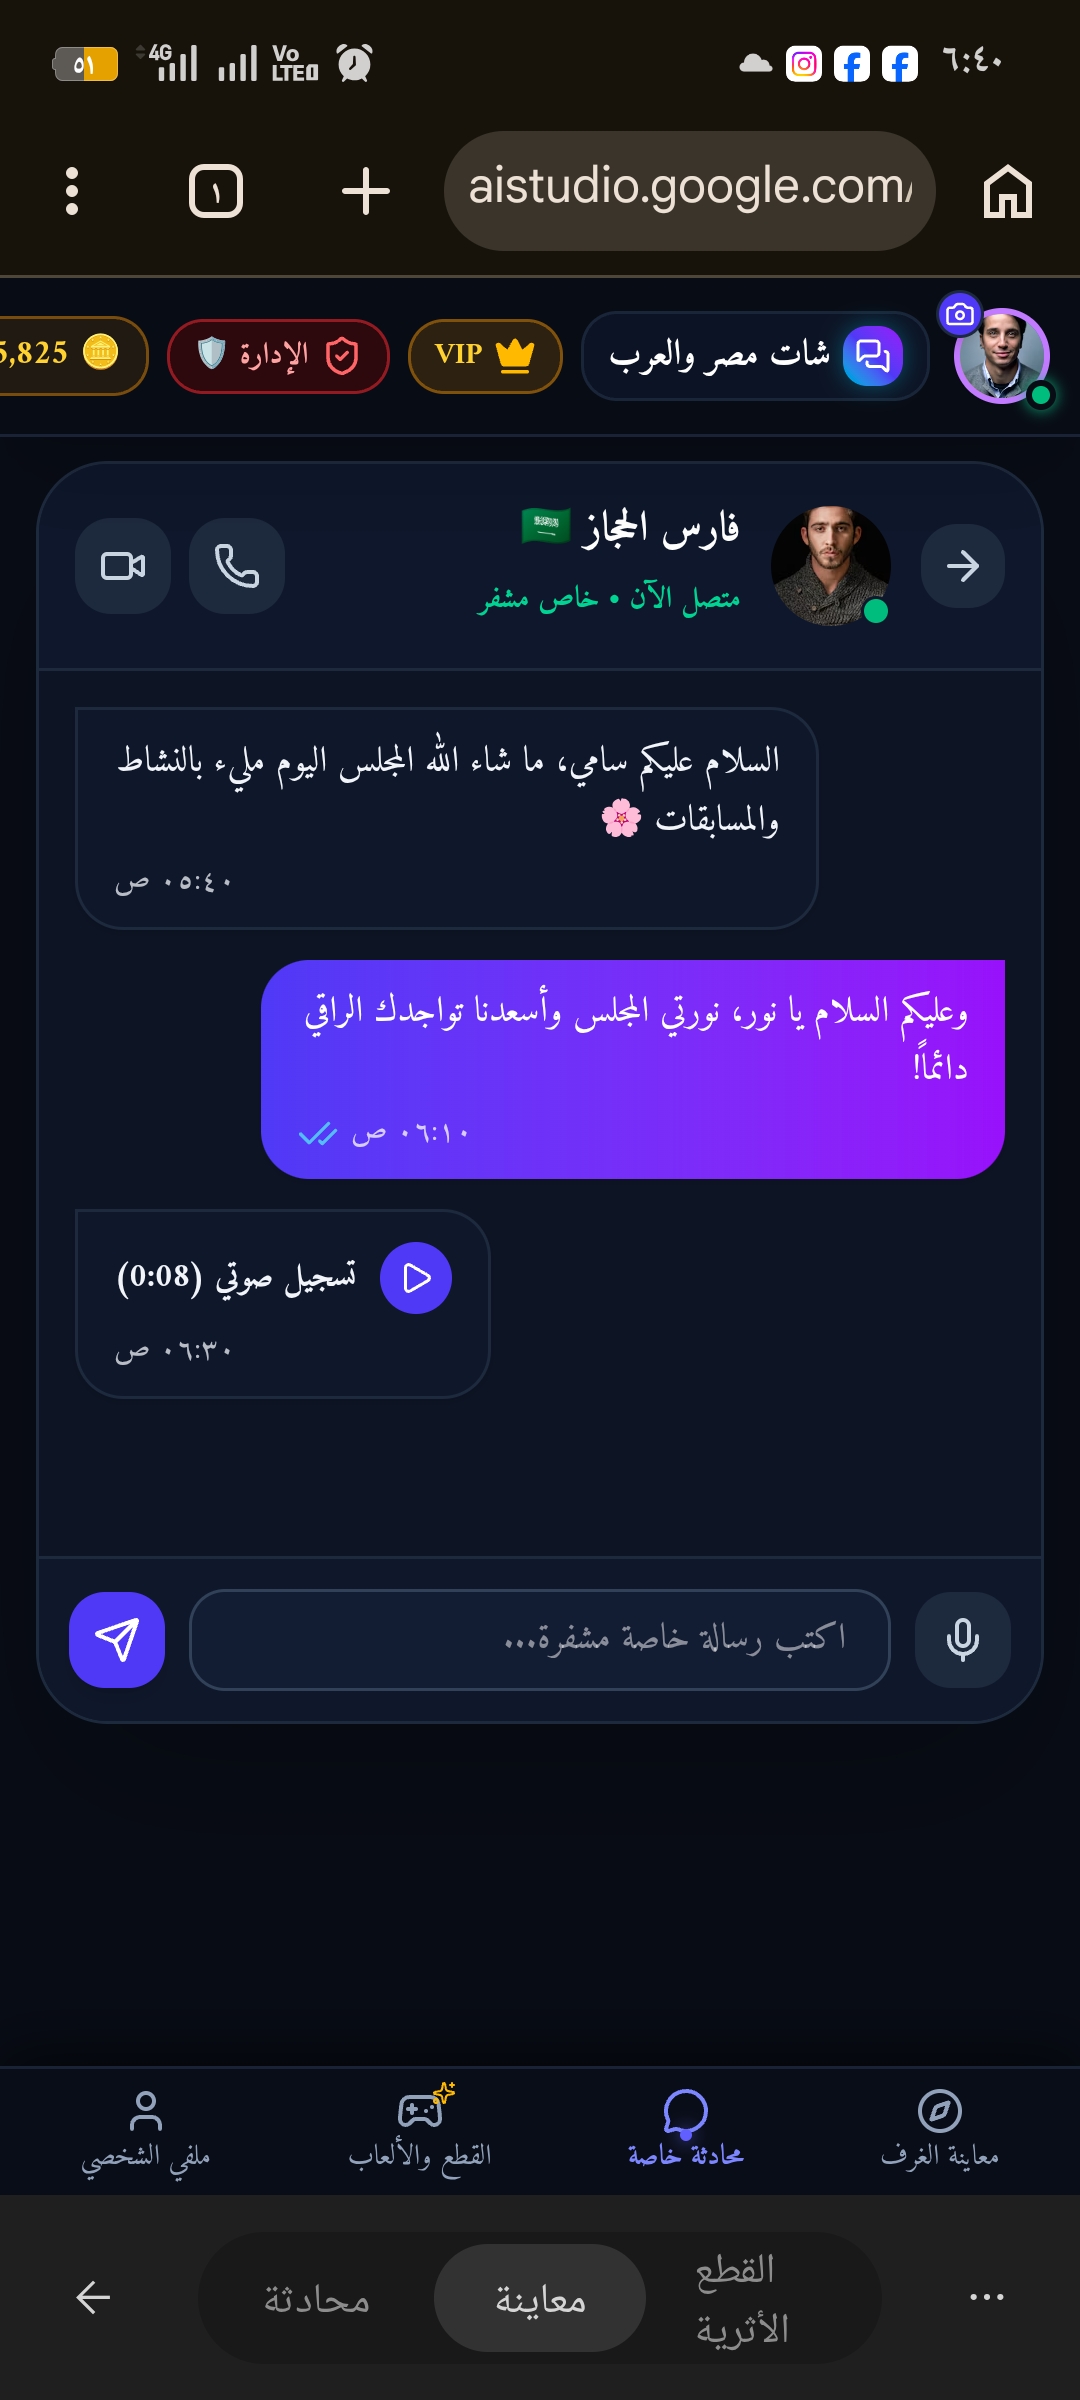 ٥١
4G
Vo
LTE
٦:٤٠
١
aistudio.google.com/
شات مصر والعرب
VIP
الإدارة
5,825
فارس الحجاز
متصل الآن • خاص مشفر
السلام عليكم سامي، ما شاء الله المجلس اليوم مليء بالنشاط
والمسابقات 🌸
٠٥:٤٠ ص
وعليكم السلام يا نور، نورتي المجلس وأسعدنا تواجدك الراقي
دائماً!
٠٦:١٠ ص
تسجيل صوتي (0:08)
٠٦:٣٠ ص
اكتب رسالة خاصة مشفرة...
معاينة الغرف
محادثة خاصة
القطع والألعاب
ملفي الشخصي
القطع
الأثرية
معاينة
محادثة